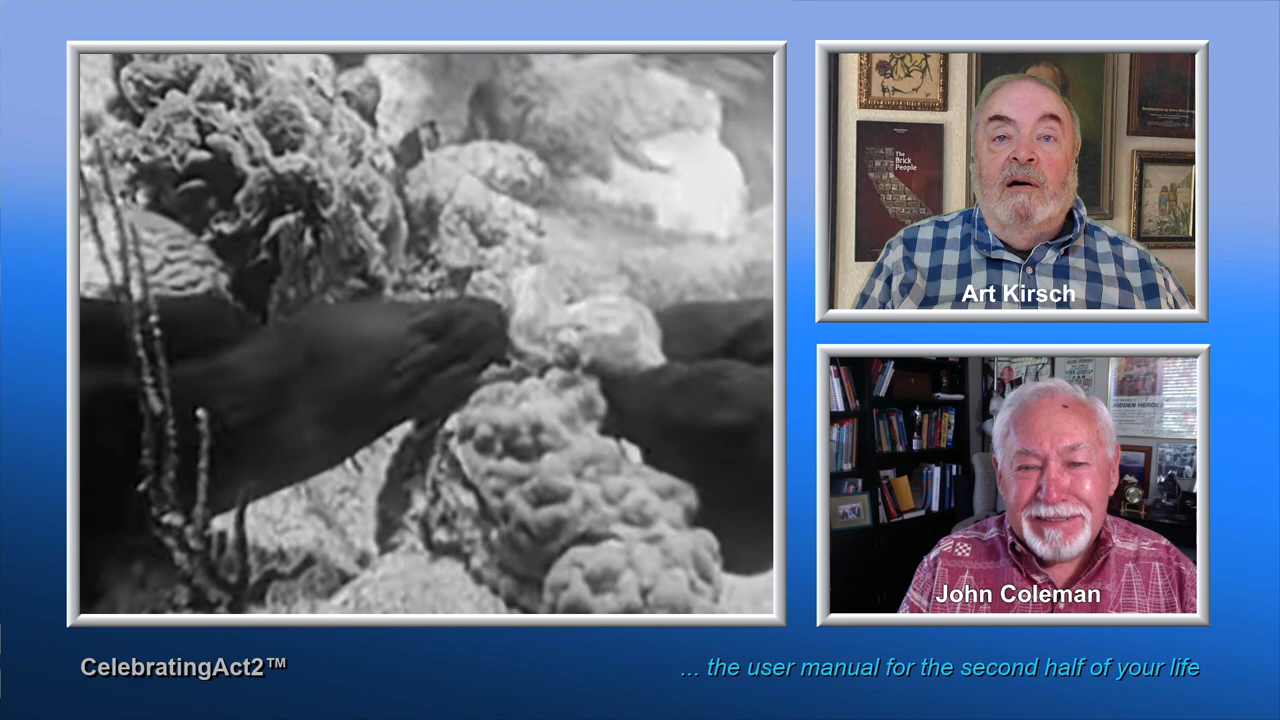 The
Brick
People
Art Kirsch
HIDDEN HEROES
John Coleman
CelebratingAct2™
... the user manual for the second half of your life